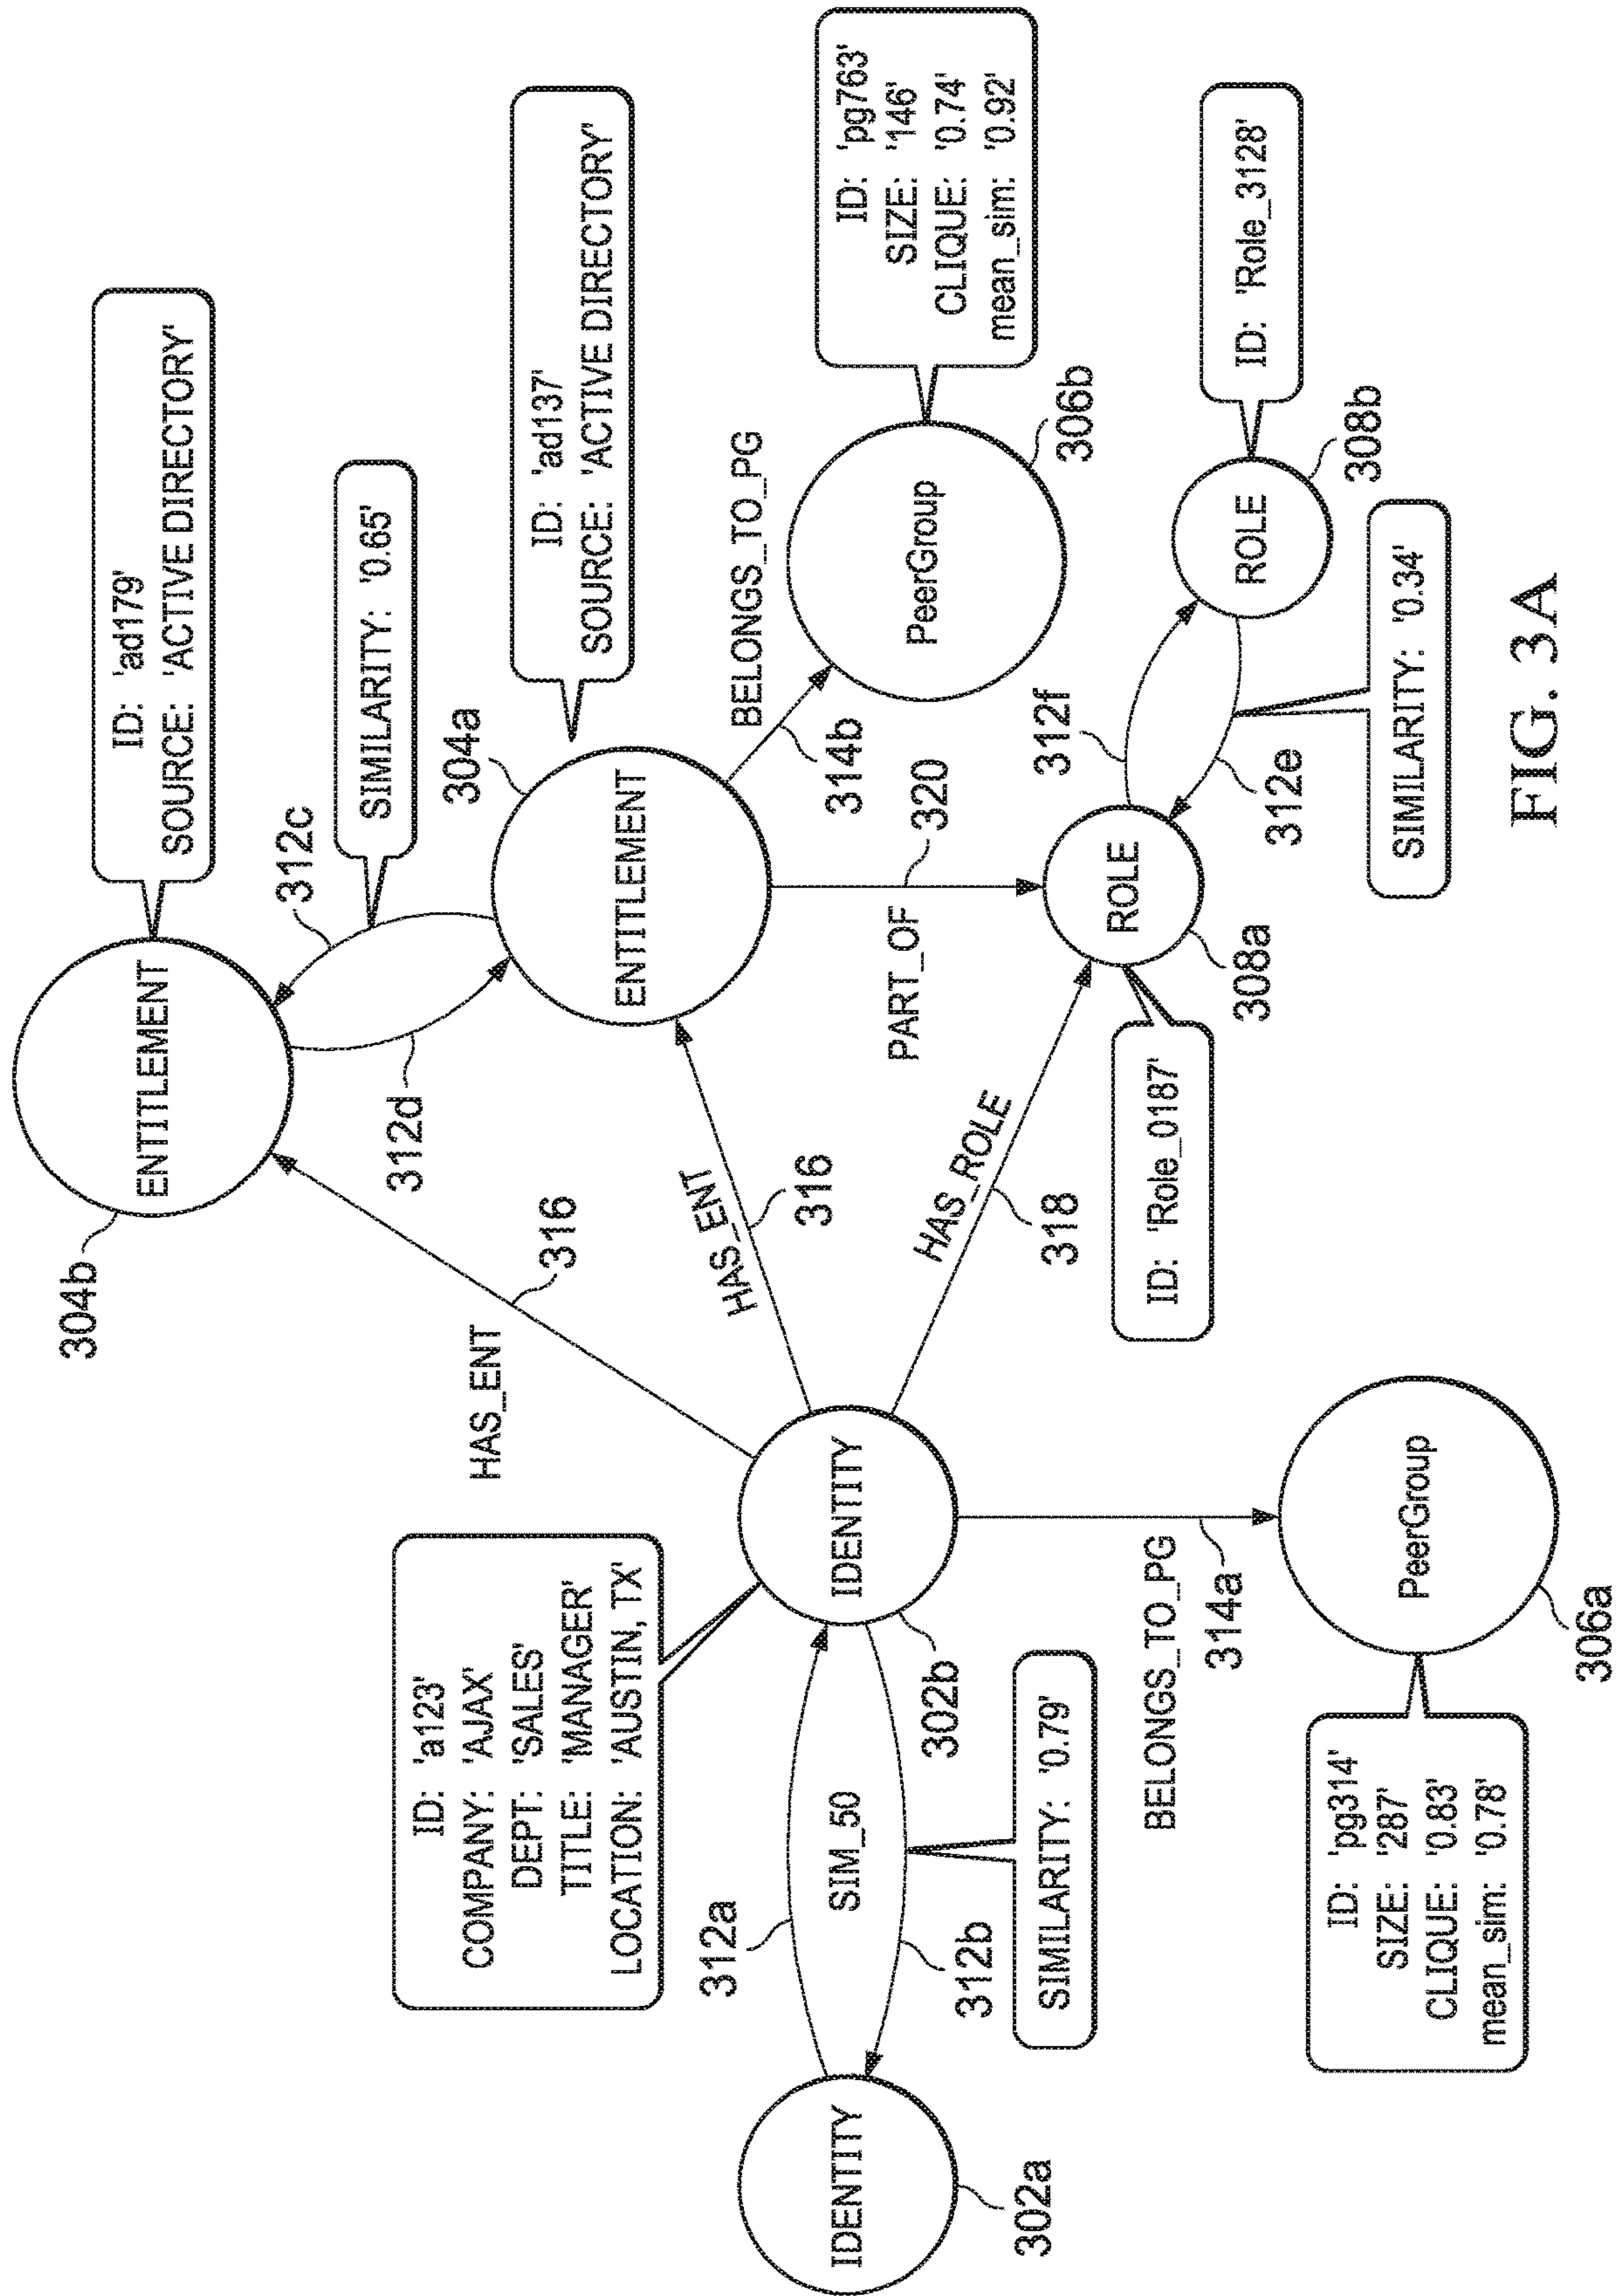 ID: 'ad179'
SOURCE: 'ACTIVE DIRECTORY'
304b
ENTITLEMENT
312c
SIMILARITY: '0.65'
HAS_ENT
316
312d
304a
ENTITLEMENT
ID: 'ad137'
SOURCE: 'ACTIVE DIRECTORY'
ID: 'a123'
COMPANY: 'AJAX'
DEPT: 'SALES'
TITLE: 'MANAGER'
LOCATION: 'AUSTIN, TX'
HAS_ENT
316
BELONGS_TO_PG
314b
PeerGroup
306b
ID: 'pg763'
SIZE: '146'
CLIQUE: '0.74'
mean_sim: '0.92'
312a
IDENTITY
302a
SIM_50
312b
IDENTITY
302b
SIMILARITY: '0.79'
HAS_ROLE
318
PART_OF
320
ID: 'Role_0187'
ROLE
308a
312f
312e
ROLE
308b
ID: 'Role_3128'
SIMILARITY: '0.34'
BELONGS_TO_PG
314a
ID: 'pg314'
SIZE: '287'
CLIQUE: '0.83'
mean_sim: '0.78'
PeerGroup
306a
FIG. 3A